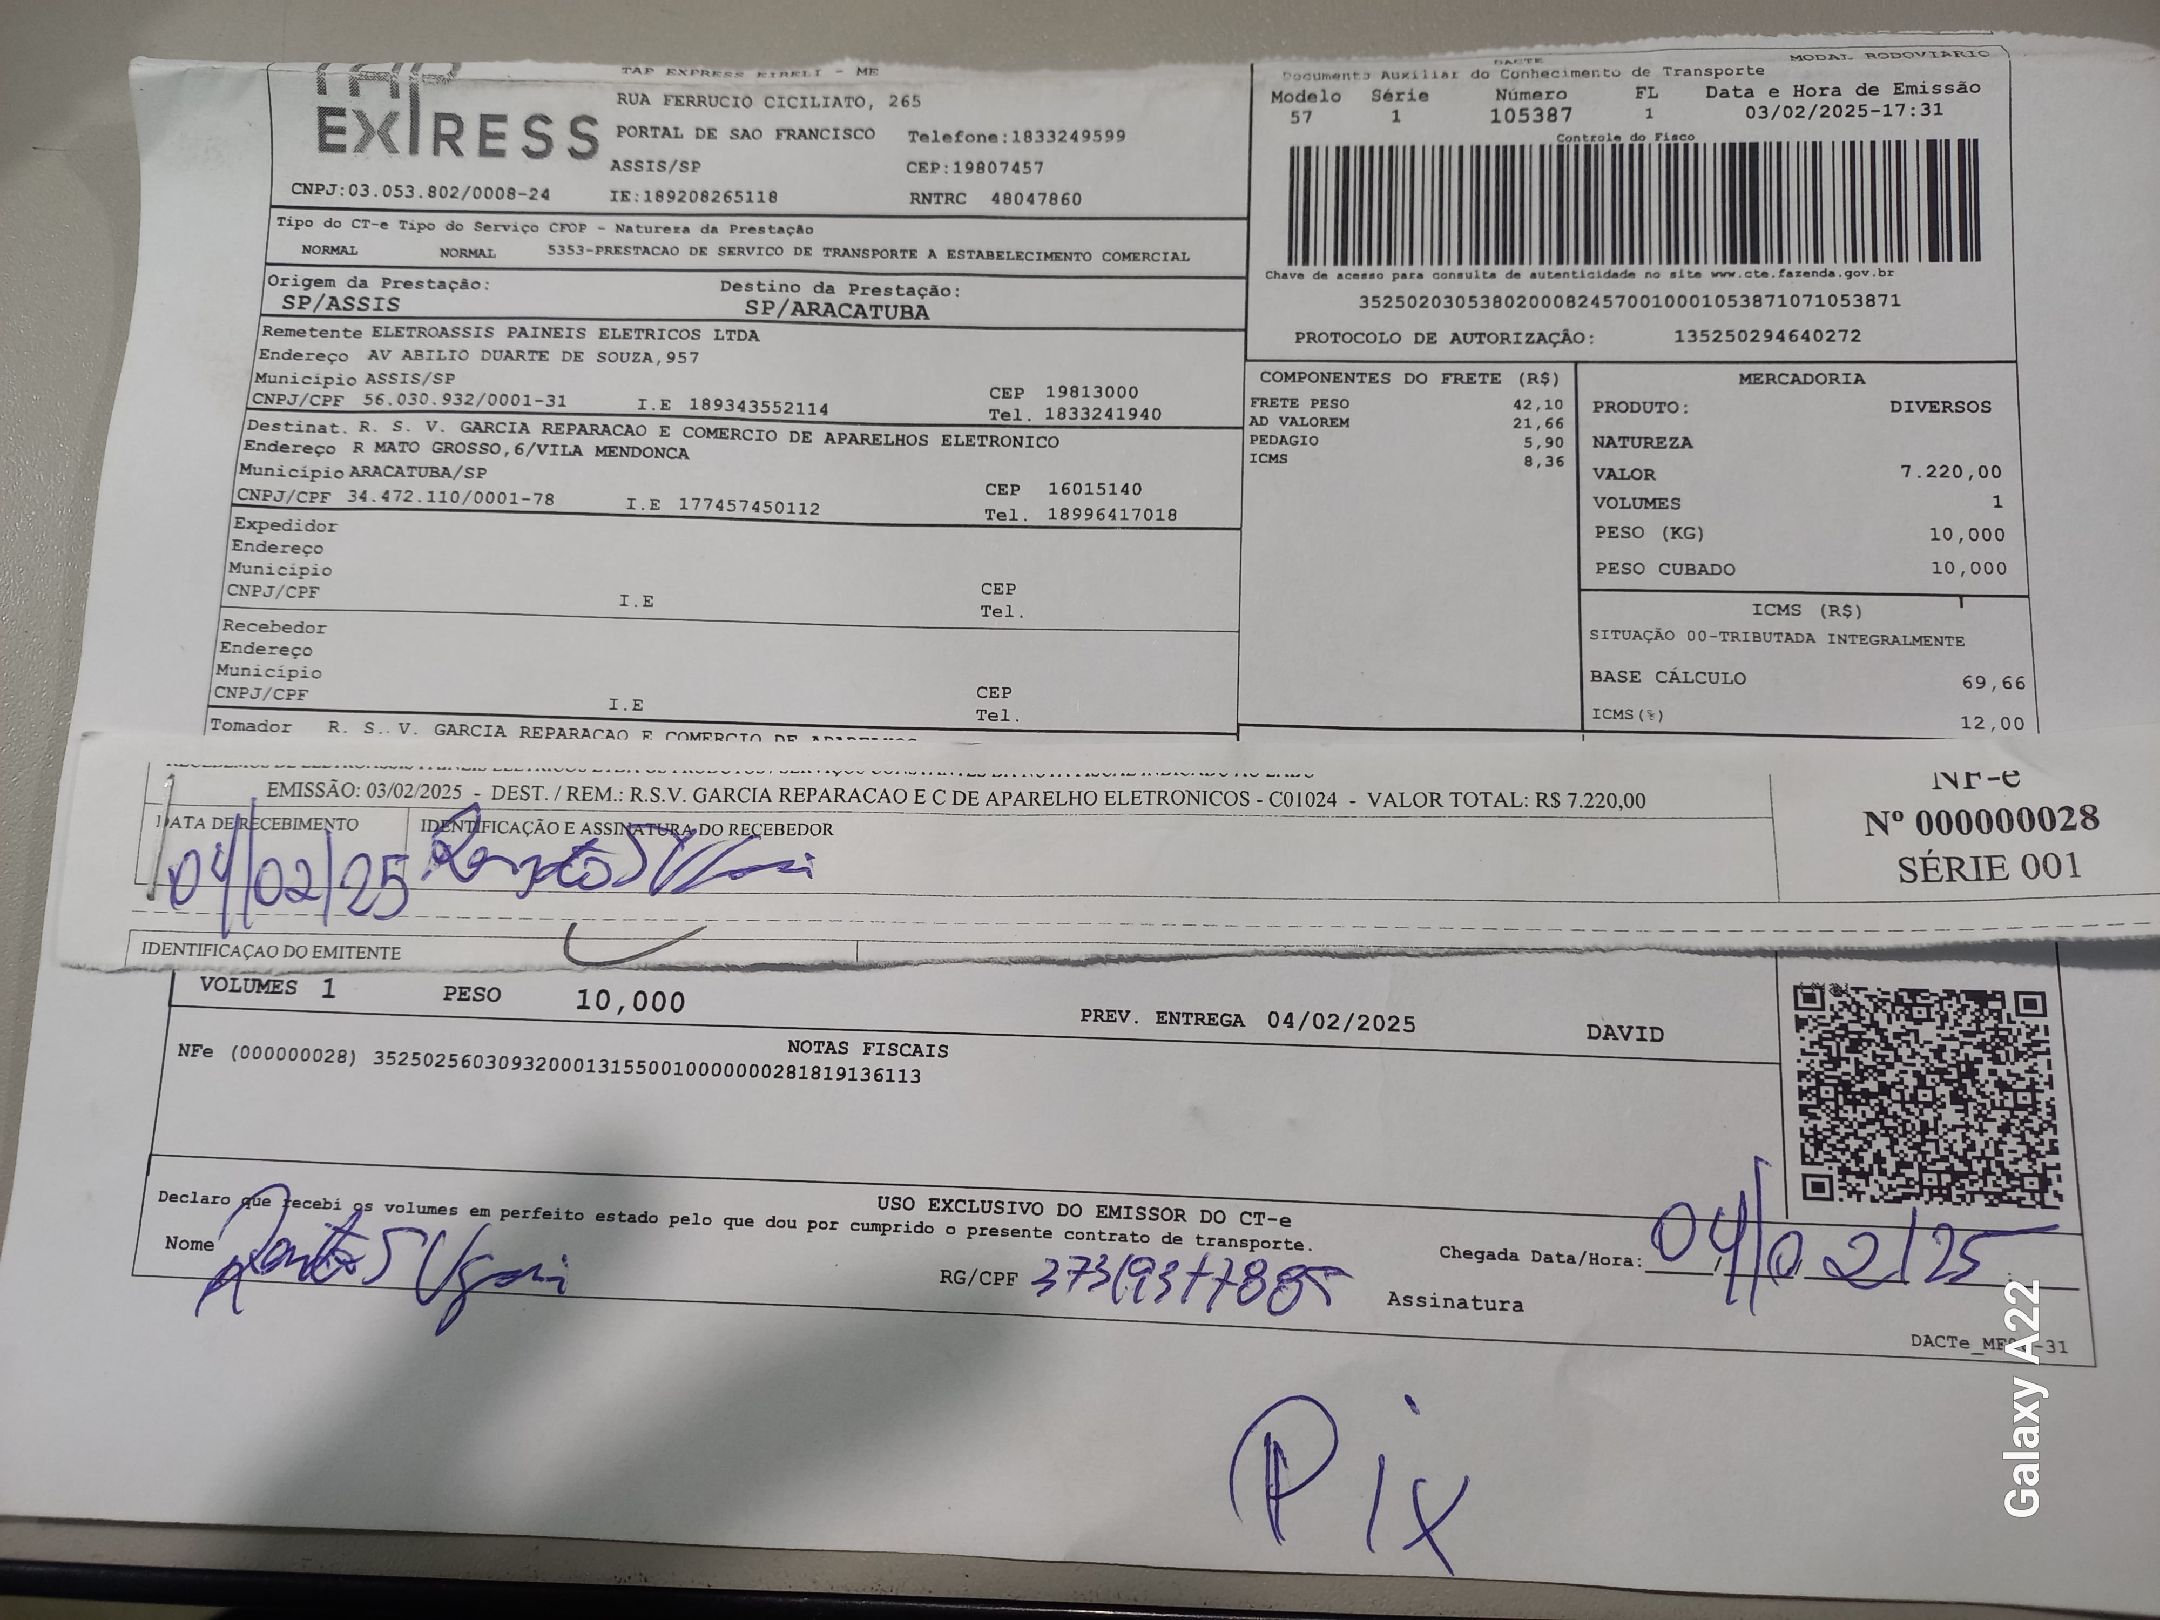 TAP
EXPRESS
TAP EXPRESS EIRELI - ME
RUA FERRUCIO CICILIATO, 265
PORTAL DE SAO FRANCISCO Telefone:1833249599
ASSIS/SP CEP:19807457
CNPJ:03.053.802/0008-24 IE:189208265118 RNTRC 48047860
DACTE MODAL RODOVIARIO
Documento Auxiliar do Conhecimento de Transporte
Modelo Série Número FL Data e Hora de Emissão
57 1 105387 1 03/02/2025-17:31
Controle do Fisco
Chave de acesso para consulta de autenticidade no site www.cte.fazenda.gov.br
35250203053802000824570010001053871071053871
PROTOCOLO DE AUTORIZAÇÃO: 135250294640272
Tipo do CT-e Tipo do Serviço CFOP - Natureza da Prestação
NORMAL NORMAL 5353-PRESTACAO DE SERVICO DE TRANSPORTE A ESTABELECIMENTO COMERCIAL
Origem da Prestação: Destino da Prestação:
SP/ASSIS SP/ARACATUBA
Remetente ELETROASSIS PAINEIS ELETRICOS LTDA
Endereço AV ABILIO DUARTE DE SOUZA,957
Município ASSIS/SP CEP 19813000
CNPJ/CPF 56.030.932/0001-31 I.E 189343552114 Tel. 1833241940
Destinat. R. S. V. GARCIA REPARACAO E COMERCIO DE APARELHOS ELETRONICO
Endereço R MATO GROSSO,6/VILA MENDONCA
Município ARACATUBA/SP CEP 16015140
CNPJ/CPF 34.472.110/0001-78 I.E 177457450112 Tel. 18996417018
Expedidor
Endereço
Município CEP
CNPJ/CPF I.E Tel.
Recebedor
Endereço
Município CEP
CNPJ/CPF I.E Tel.
Tomador R. S. V. GARCIA REPARACAO E COMERCIO DE APARELHOS
COMPONENTES DO FRETE (R$)
FRETE PESO 42,10
AD VALOREM 21,66
PEDAGIO 5,90
ICMS 8,36
MERCADORIA
PRODUTO: DIVERSOS
NATUREZA
VALOR 7.220,00
VOLUMES 1
PESO (KG) 10,000
PESO CUBADO 10,000
ICMS (R$)
SITUAÇÃO 00-TRIBUTADA INTEGRALMENTE
BASE CÁLCULO 69,66
ICMS(%) 12,00
EMISSÃO: 03/02/2025 - DEST. / REM.: R.S.V. GARCIA REPARACAO E C DE APARELHO ELETRONICOS - C01024 - VALOR TOTAL: R$ 7.220,00
DATA DE RECEBIMENTO IDENTIFICAÇÃO E ASSINATURA DO RECEBEDOR
04/02/25
NF-e
Nº 000000028
SÉRIE 001
IDENTIFICAÇAO DO EMITENTE
VOLUMES 1 PESO 10,000 PREV. ENTREGA 04/02/2025 DAVID
NOTAS FISCAIS
NFe (000000028) 35250256030932000131550010000000281819136113
USO EXCLUSIVO DO EMISSOR DO CT-e
Declaro que recebi os volumes em perfeito estado pelo que dou por cumprido o presente contrato de transporte.
Nome RG/CPF Assinatura
Chegada Data/Hora: 04/02/25
Pix
Galaxy A22